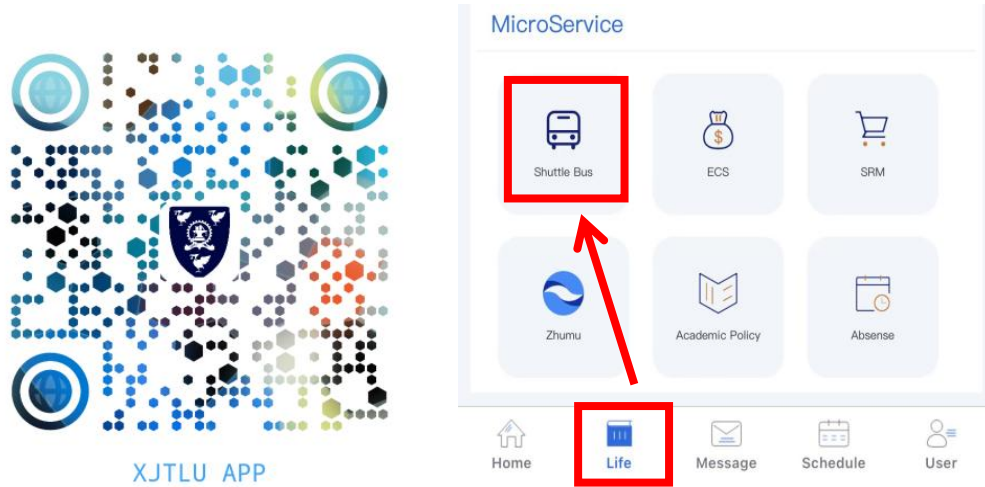 XJTLU APP
MicroService
Shuttle Bus
ECS
SRM
Zhumu
Academic Policy
Absense
Home
Life
Message
Schedule
User